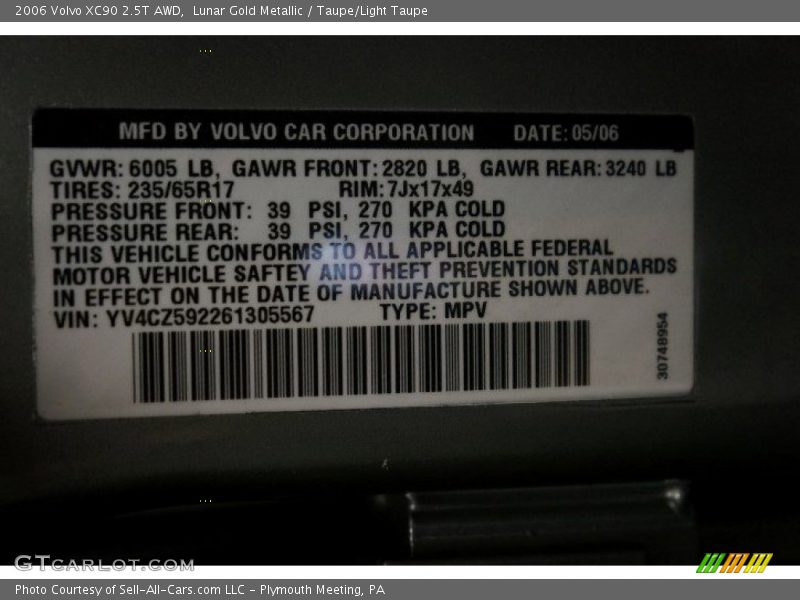 2006 Volvo XC90 2.5T AWD,  Lunar Gold Metallic / Taupe/Light Taupe
MFD BY VOLVO CAR CORPORATION DATE: 05/06
GVWR: 6005 LB, GAWR FRONT: 2820 LB, GAWR REAR: 3240 LB
TIRES: 235/65R17 RIM: 7Jx17x49
PRESSURE FRONT: 39 PSI, 270 KPA COLD
PRESSURE REAR: 39 PSI, 270 KPA COLD
THIS VEHICLE CONFORMS TO ALL APPLICABLE FEDERAL
MOTOR VEHICLE SAFTEY AND THEFT PREVENTION STANDARDS
IN EFFECT ON THE DATE OF MANUFACTURE SHOWN ABOVE.
VIN: YV4CZ592261305567 TYPE: MPV
30748954
GTCARLOT.COM
Photo Courtesy of Sell-All-Cars.com LLC - Plymouth Meeting, PA